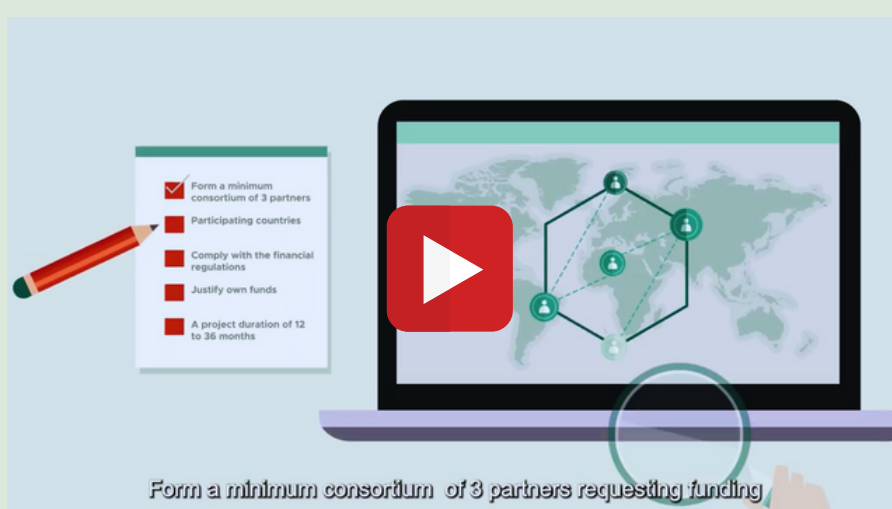 Form a minimum
consortium of 3 partners
Participating countries
Comply with the financial
regulations
Justify own funds
A project duration of 12
to 36 months
Form a minimum consortium of 3 partners requesting funding